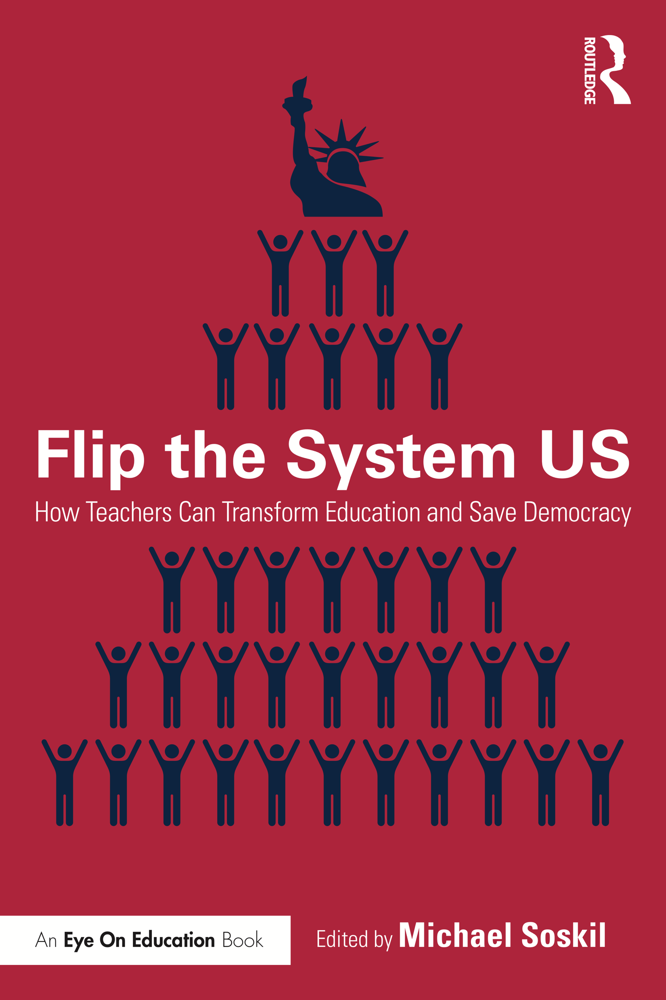 ROUTLEDGE
Flip the System US
How Teachers Can Transform Education and Save Democracy
An Eye On Education Book
Edited by Michael Soskil